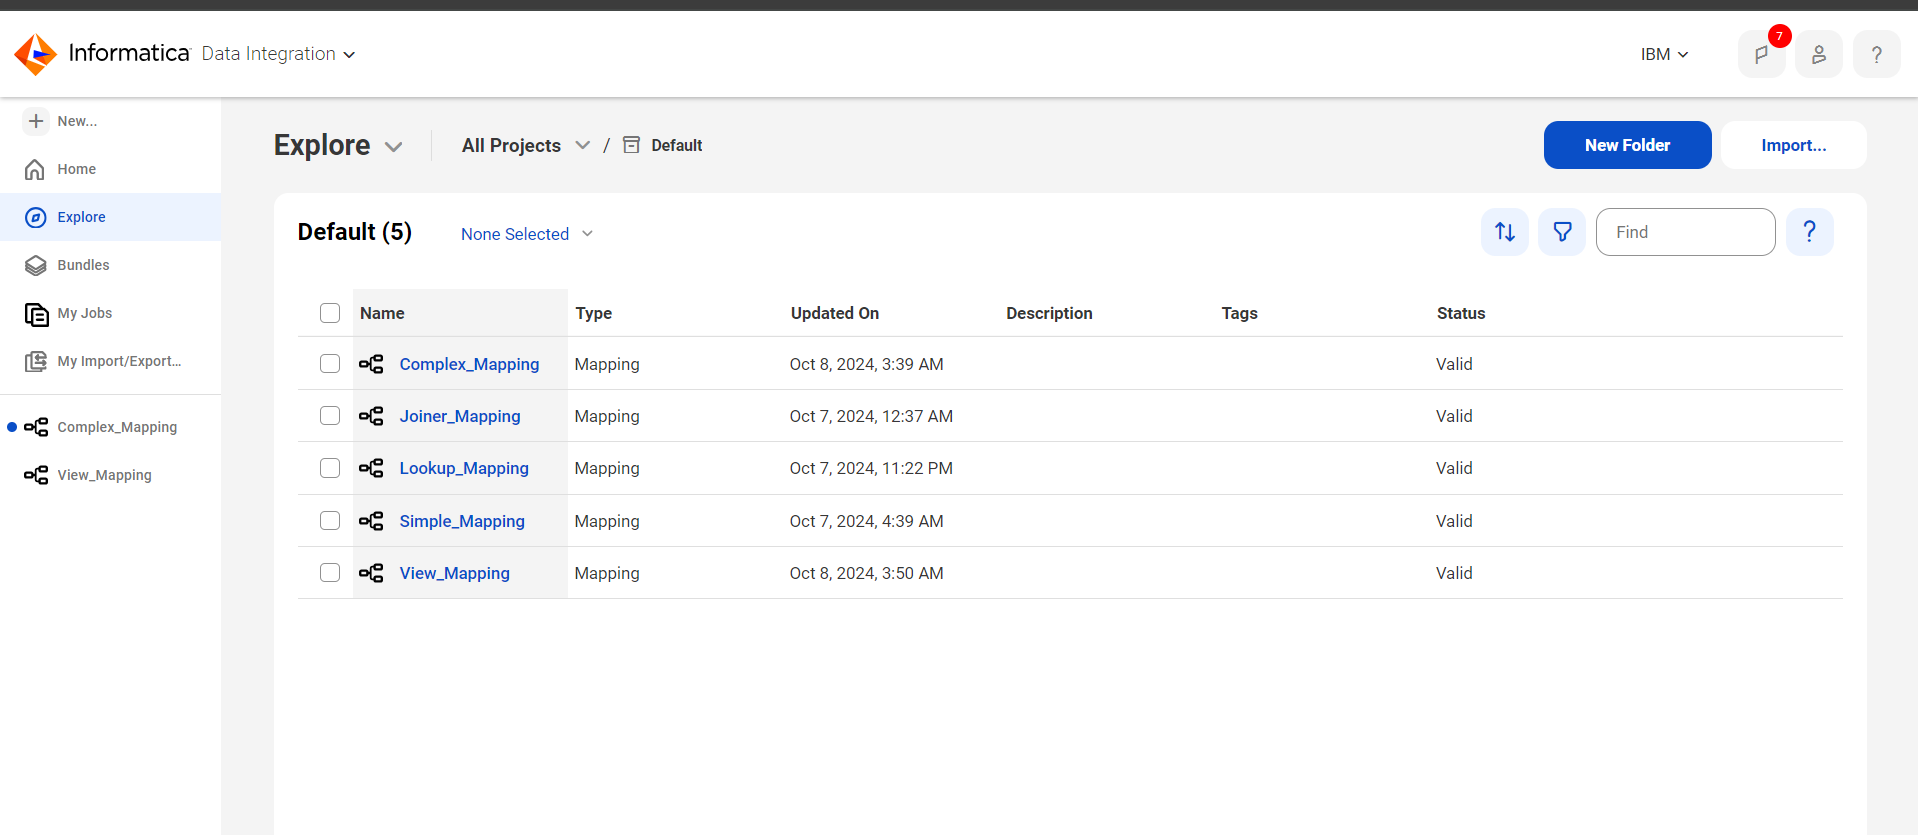 Informatica Data Integration IBM 7 ?
New...
Home
Explore
Bundles
My Jobs
My Import/Export...
Complex_Mapping
View_Mapping
Explore All Projects / Default New Folder Import...
Default (5) None Selected Find ?
Name Type Updated On Description Tags Status
Complex_Mapping Mapping Oct 8, 2024, 3:39 AM Valid
Joiner_Mapping Mapping Oct 7, 2024, 12:37 AM Valid
Lookup_Mapping Mapping Oct 7, 2024, 11:22 PM Valid
Simple_Mapping Mapping Oct 7, 2024, 4:39 AM Valid
View_Mapping Mapping Oct 8, 2024, 3:50 AM Valid